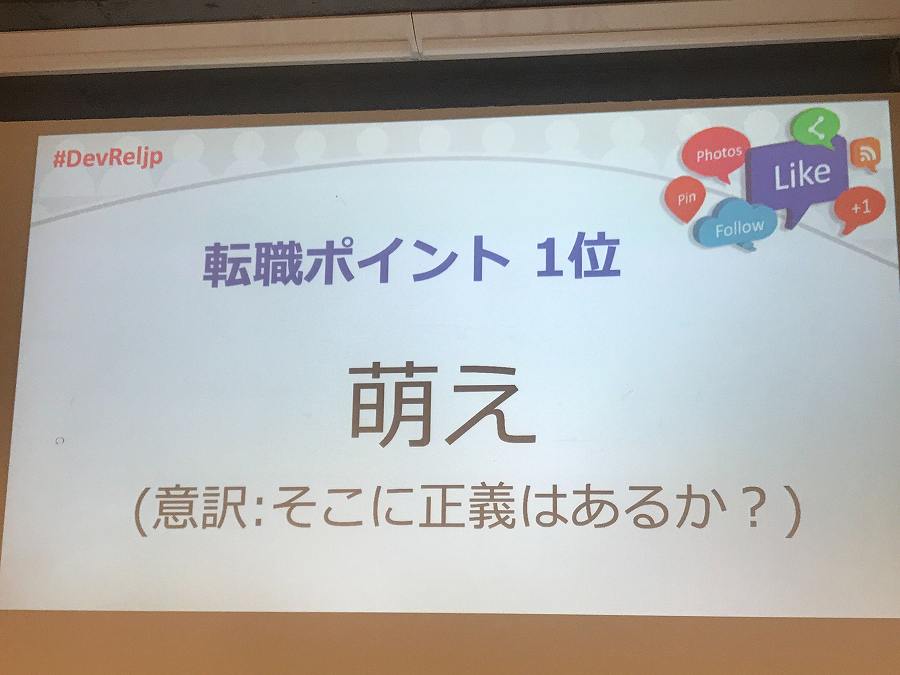 #DevReljp
Photos
Like
Pin
Follow
+1
転職ポイント 1位
萌え
(意訳:そこに正義はあるか？)